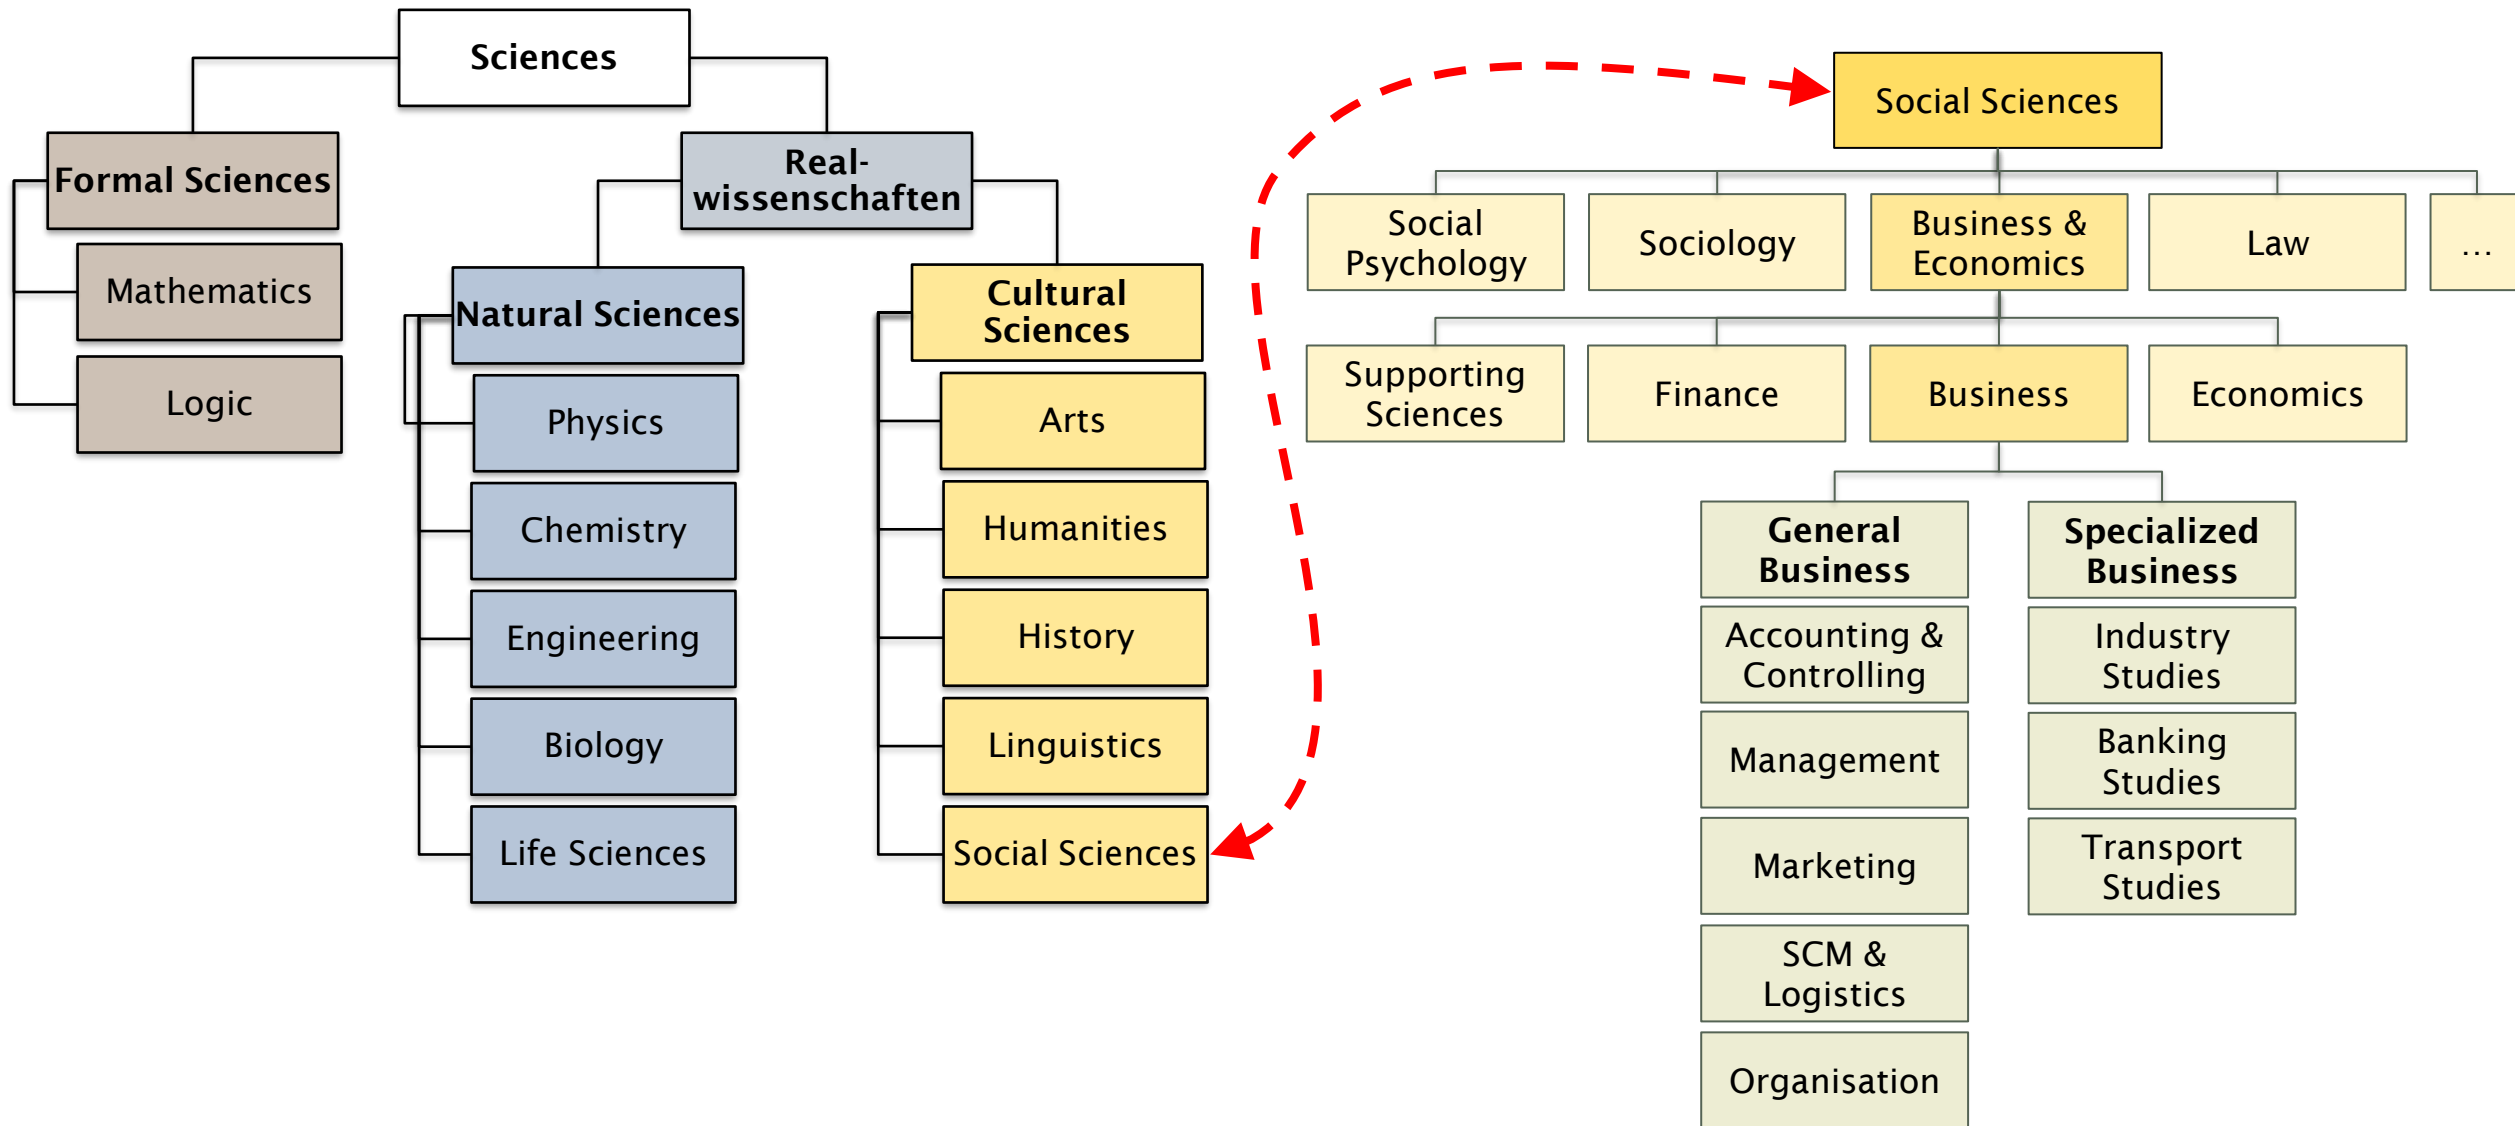 Sciences
Formal Sciences
Mathematics
Logic
Real-
wissenschaften
Natural Sciences
Physics
Chemistry
Engineering
Biology
Life Sciences
Cultural
Sciences
Arts
Humanities
History
Linguistics
Social Sciences
Social Sciences
Social
Psychology
Sociology
Business &
Economics
Law
...
Supporting
Sciences
Finance
Business
Economics
General
Business
Accounting &
Controlling
Management
Marketing
SCM &
Logistics
Organisation
Specialized
Business
Industry
Studies
Banking
Studies
Transport
Studies